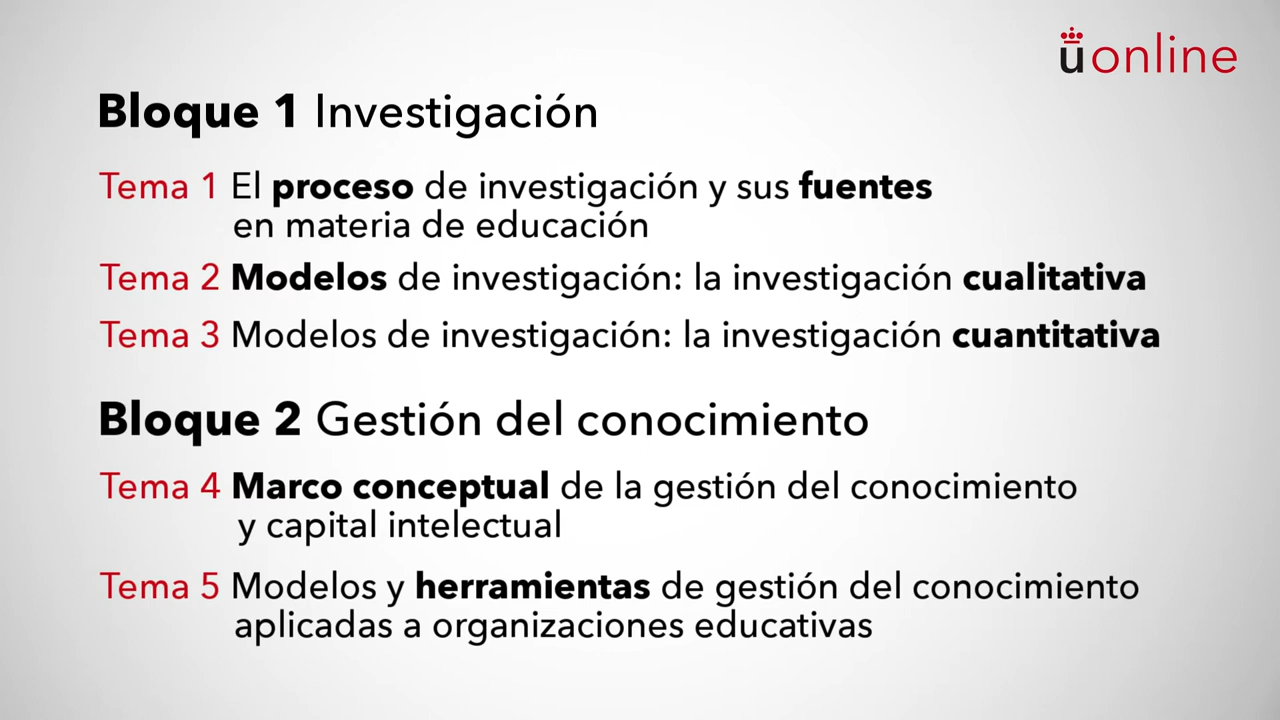 uonline
Bloque 1 Investigación
Tema 1 El proceso de investigación y sus fuentes
en materia de educación
Tema 2 Modelos de investigación: la investigación cualitativa
Tema 3 Modelos de investigación: la investigación cuantitativa
Bloque 2 Gestión del conocimiento
Tema 4 Marco conceptual de la gestión del conocimiento
y capital intelectual
Tema 5 Modelos y herramientas de gestión del conocimiento
aplicadas a organizaciones educativas